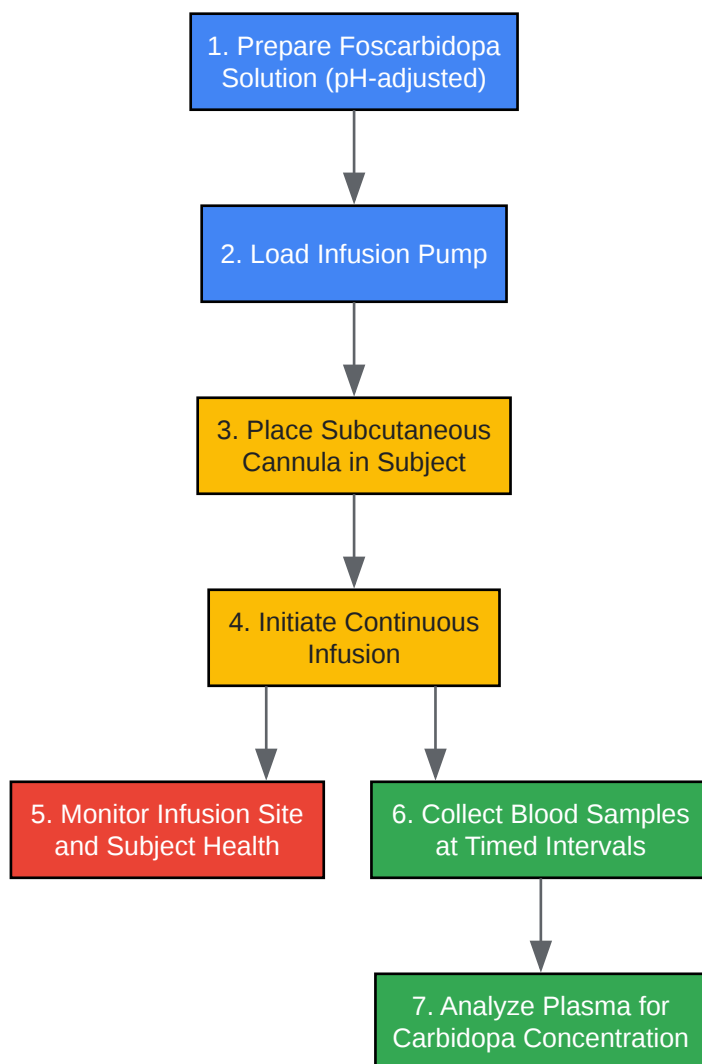 1. Prepare Foscarbidopa
Solution (pH-adjusted)
2. Load Infusion Pump
3. Place Subcutaneous
Cannula in Subject
4. Initiate Continuous
Infusion
5. Monitor Infusion Site
and Subject Health
6. Collect Blood Samples
at Timed Intervals
7. Analyze Plasma for
Carbidopa Concentration